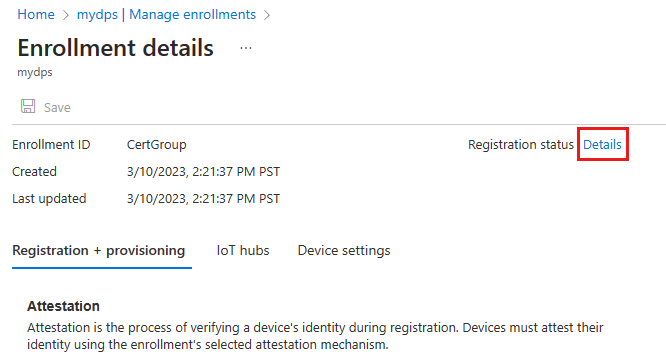 Home > mydps | Manage enrollments >
Enrollment details ...
mydps
Save
Enrollment ID CertGroup Registration status Details
Created 3/10/2023, 2:21:37 PM PST
Last updated 3/10/2023, 2:21:37 PM PST
Registration + provisioning IoT hubs Device settings
Attestation
Attestation is the process of verifying a device's identity during registration. Devices must attest their
identity using the enrollment's selected attestation mechanism.